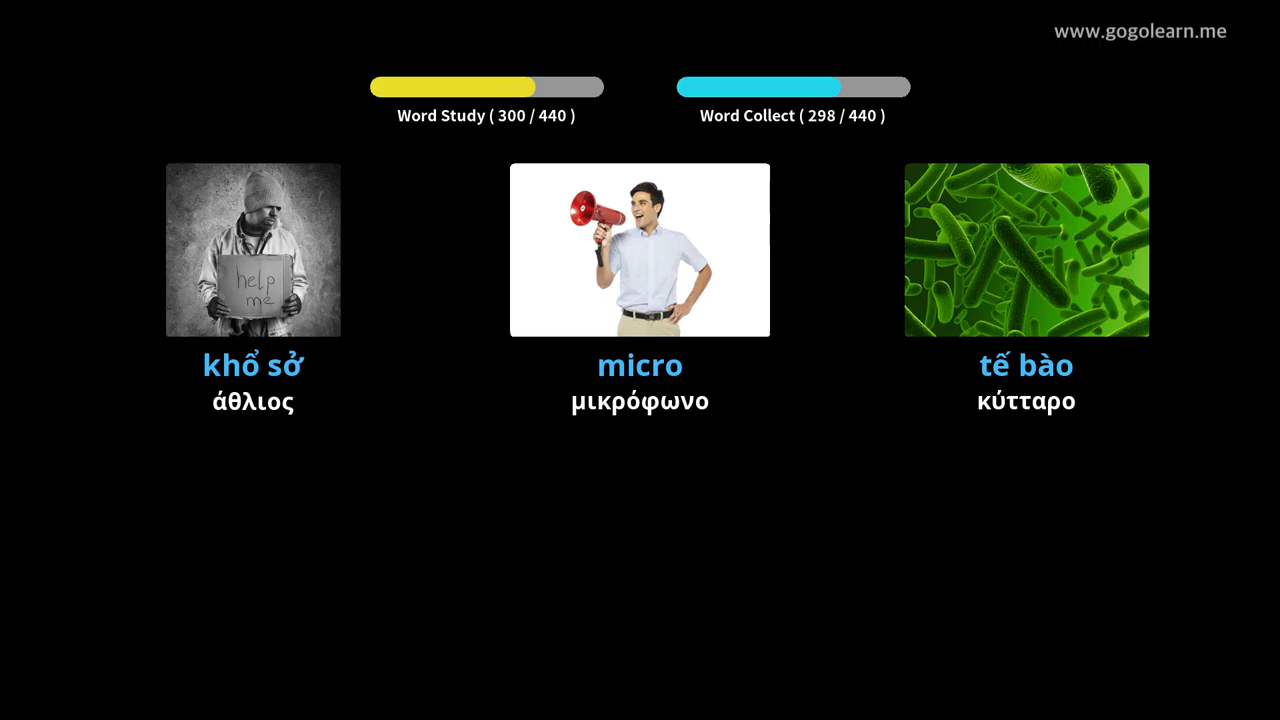 www.gogolearn.me
Word Study ( 300 / 440 )
Word Collect ( 298 / 440 )
help
me
khổ sở
άθλιος
micro
μικρόφωνο
tế bào
κύτταρο